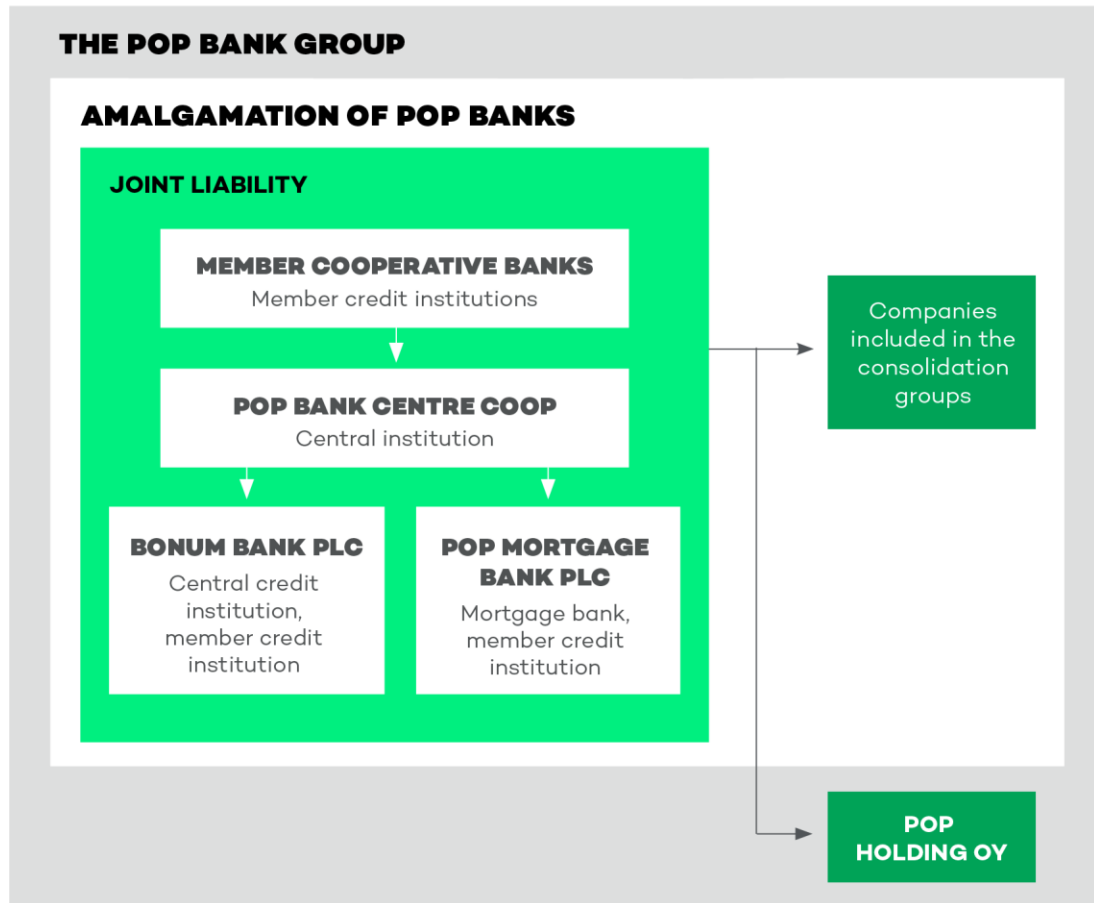 THE POP BANK GROUP
AMALGAMATION OF POP BANKS
JOINT LIABILITY
MEMBER COOPERATIVE BANKS
Member credit institutions
POP BANK CENTRE COOP
Central institution
BONUM BANK PLC
Central credit
institution,
member credit
institution
POP MORTGAGE
BANK PLC
Mortgage bank,
member credit
institution
Companies
included in the
consolidation
groups
POP
HOLDING OY